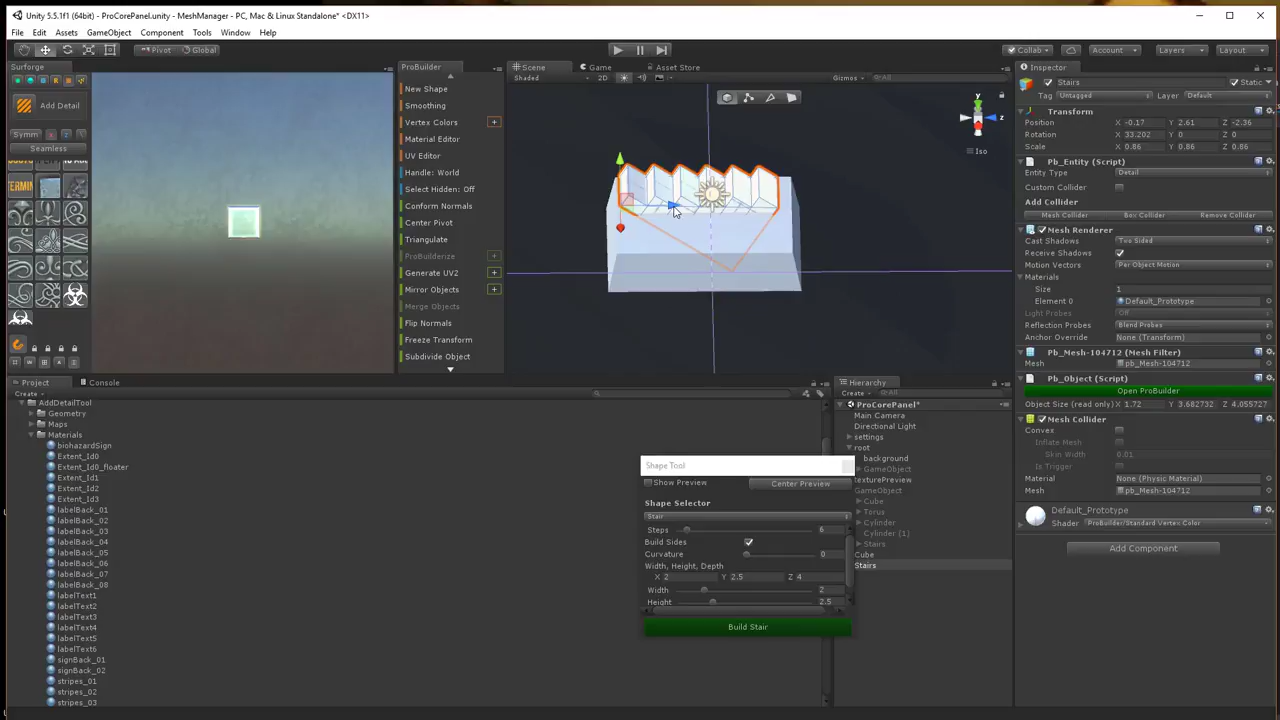 Unity 5.5.1f1 (64bit) - ProCorePanel.unity - MeshManager - PC, Mac & Linux Standalone* <DX11>
File Edit Assets GameObject Component Tools Window Help
Pivot Global
Collab Account Layers Layout
Surforge
Add Detail
Symm
Seamless
TERMIN
ProBuilder
New Shape
Smoothing
Vertex Colors +
Material Editor
UV Editor
Handle: World
Select Hidden: Off
Conform Normals
Center Pivot
Triangulate
ProBuilderize +
Generate UV2 +
Mirror Objects +
Merge Objects
Flip Normals
Freeze Transform
Subdivide Object
Scene Game Asset Store
Shaded 2D Gizmos All
y
z
Iso
Inspector
Stairs Static
Tag Untagged Layer Default
Transform
Position X -0.17 Y 2.61 Z -2.36
Rotation X 33.202 Y 0 Z 0
Scale X 0.86 Y 0.86 Z 0.86
Pb_Entity (Script)
Entity Type Detail
Custom Collider
Add Collider
Mesh Collider Box Collider Remove Collider
Mesh Renderer
Cast Shadows Two Sided
Receive Shadows
Motion Vectors Per Object Motion
Materials
Size 1
Element 0 Default_Prototype
Light Probes Off
Reflection Probes Blend Probes
Anchor Override None (Transform)
Pb_Mesh-104712 (Mesh Filter)
Mesh pb_Mesh-104712
Pb_Object (Script)
Open ProBuilder
Object Size (read only) X 1.72 Y 3.682732 Z 4.055727
Mesh Collider
Convex
Inflate Mesh
Skin Width 0.01
Is Trigger
Material None (Physic Material)
Mesh pb_Mesh-104712
Default_Prototype
Shader ProBuilder/Standard Vertex Color
Add Component
Project Console
Create
AddDetailTool
Geometry
Maps
Materials
biohazardSign
Extent_Id0
Extent_Id0_floater
Extent_Id1
Extent_Id2
Extent_Id3
labelBack_01
labelBack_02
labelBack_03
labelBack_04
labelBack_05
labelBack_06
labelBack_07
labelBack_08
labelText1
labelText2
labelText3
labelText4
labelText5
labelText6
signBack_01
signBack_02
stripes_01
stripes_02
stripes_03
Shape Tool
Show Preview Center Preview
Shape Selector
Stair
Steps 6
Build Sides
Curvature 0
Width, Height, Depth
X 2 Y 2.5 Z 4
Width 2
Height 2.5
Build Stair
Hierarchy
Create All
ProCorePanel*
Main Camera
Directional Light
settings
root
background
GameObject
texturePreview
GameObject
Cube
Torus
Cylinder
Cylinder (1)
Stairs
Cube
Stairs